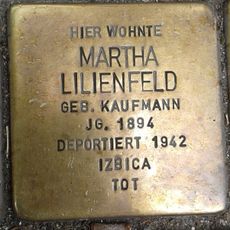 HIER WOHNTE
MARTHA
LILIENFELD
GEB. KAUFMANN
JG. 1894
DEPORTIERT 1942
IZBICA
TOT